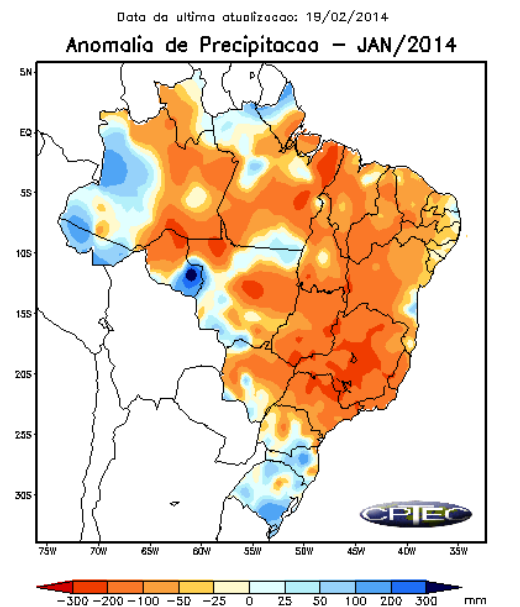 Data da ultima atualizacao: 19/02/2014
Anomalia de Precipitacao - JAN/2014
5N
EQ
5S
10S
15S
20S
25S
30S
CPTEC
75W 70W 65W 60W 55W 50W 45W 40W 35W
-300 -200 -100 -50 -25 0 25 50 100 200 300 mm